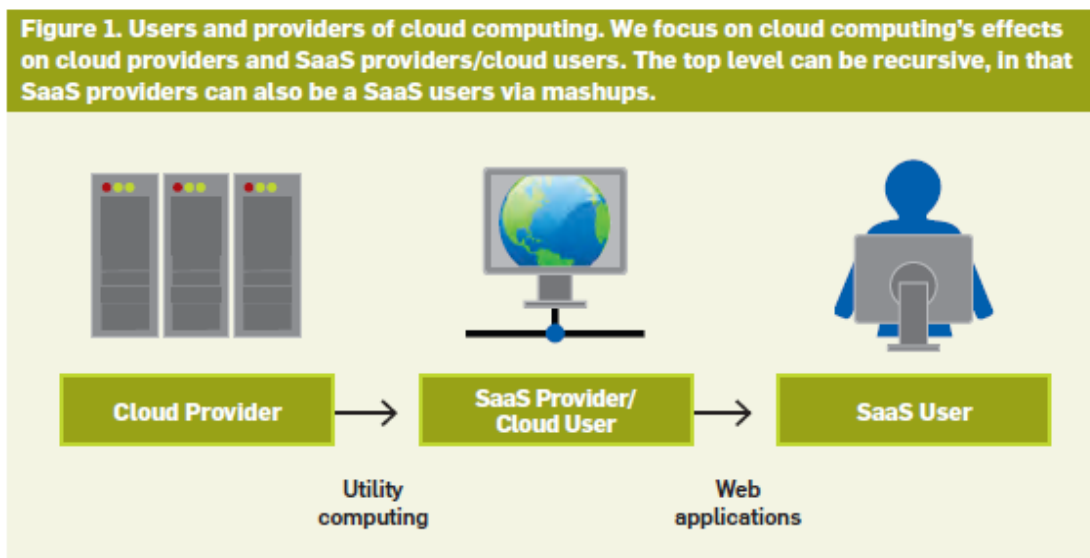 Figure 1. Users and providers of cloud computing. We focus on cloud computing's effects
on cloud providers and SaaS providers/cloud users. The top level can be recursive, in that
SaaS providers can also be a SaaS users via mashups.
Cloud Provider
SaaS Provider/
Cloud User
SaaS User
Utility
computing
Web
applications